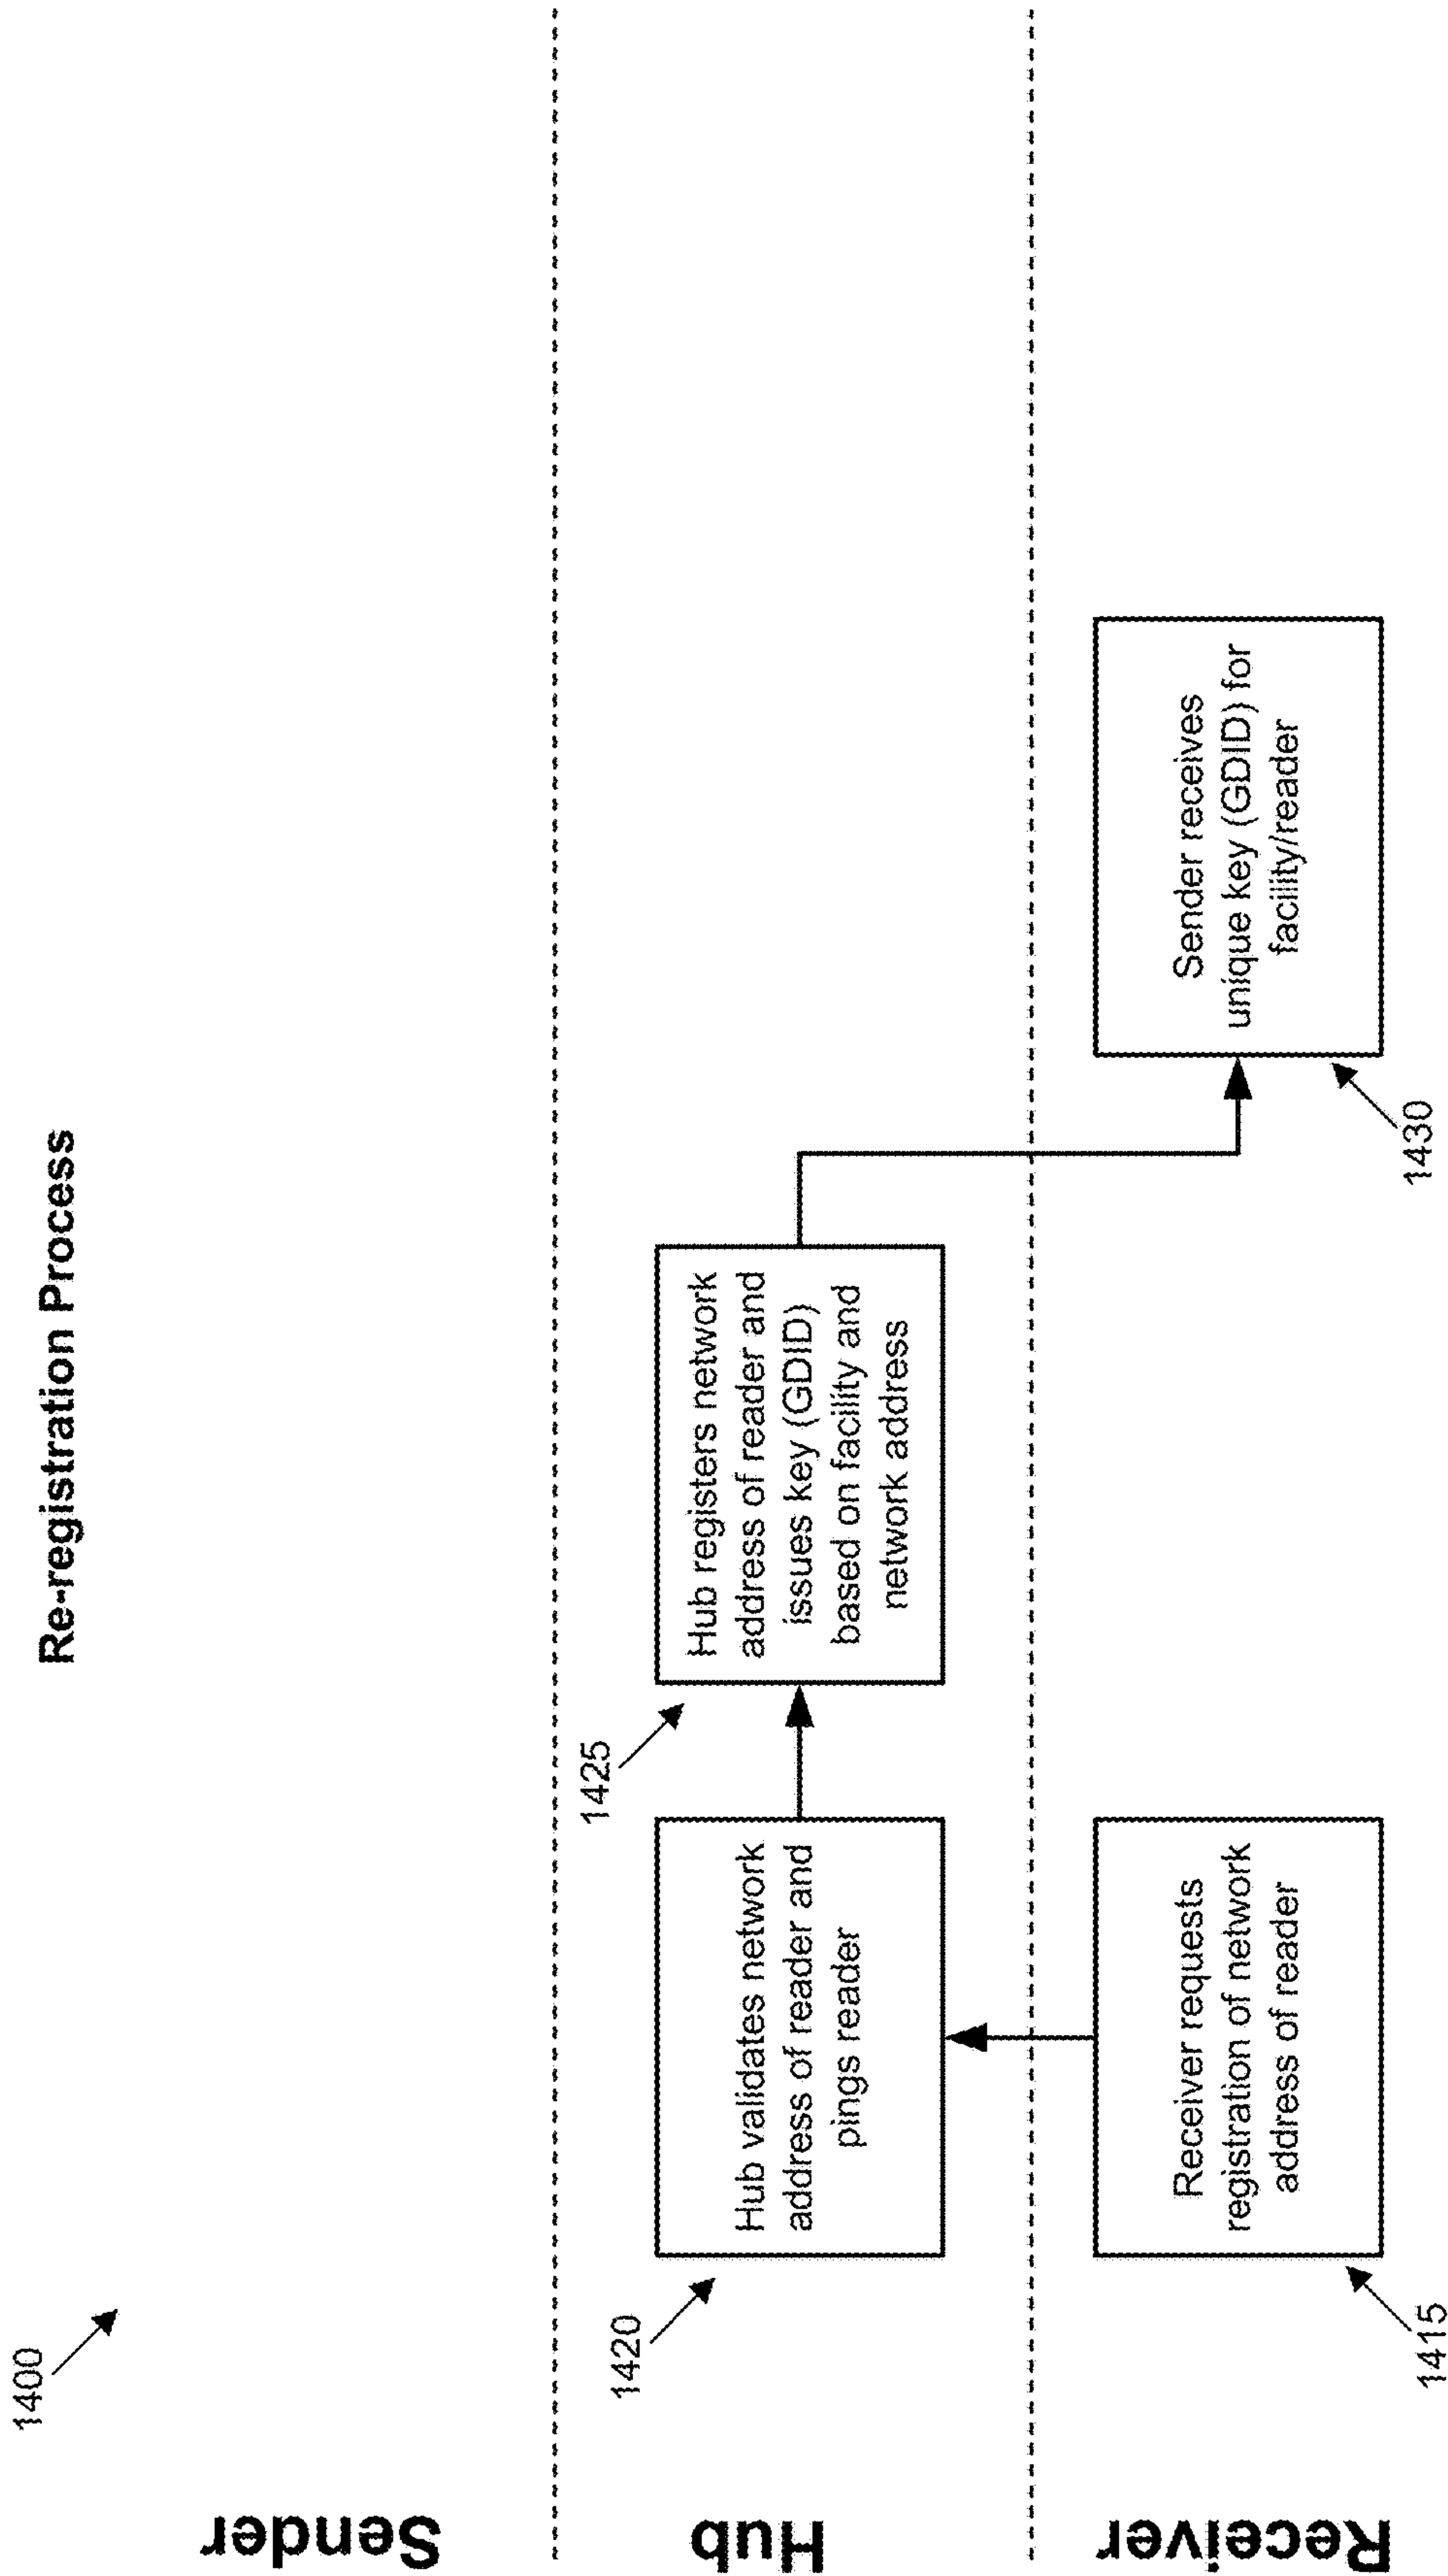 Re-registration Process
1400
Sender
Hub
1420
Hub validates network
address of reader and
pings reader
1425
Hub registers network
address of reader and
issues key (GDID)
based on facility and
network address
Receiver
1415
Receiver requests
registration of network
address of reader
1430
Sender receives
unique key (GDID) for
facility/reader